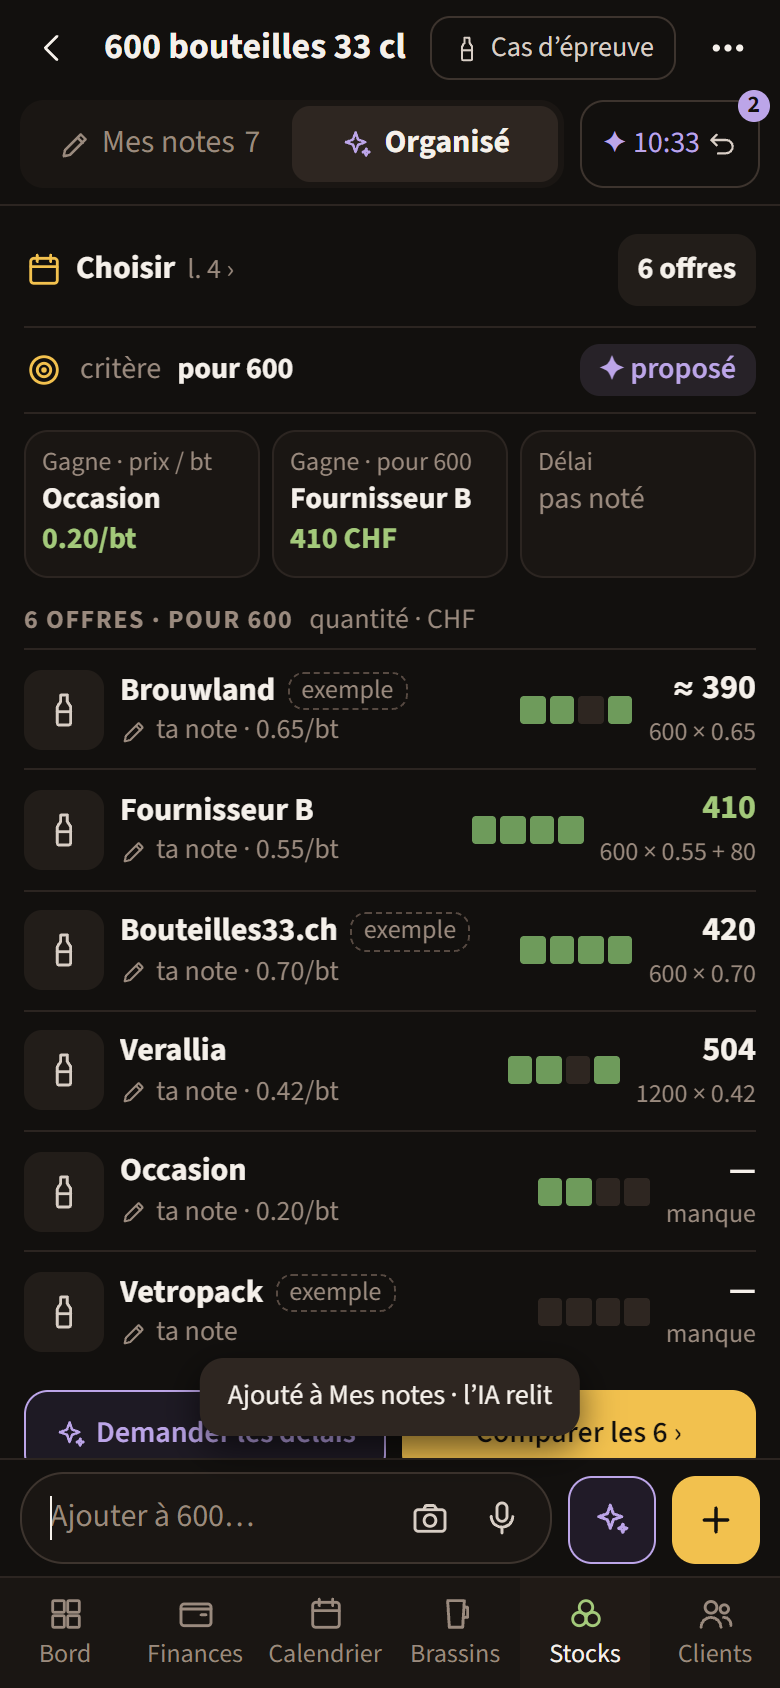 600 bouteilles 33 cl
Cas d’épreuve
Mes notes 7
Organisé
10:33
2
Choisir l. 4 ›
6 offres
critère pour 600
proposé
Gagne · prix / bt
Occasion
0.20/bt
Gagne · pour 600
Fournisseur B
410 CHF
Délai
pas noté
6 OFFRES · POUR 600 quantité · CHF
Brouwland exemple
≈ 390
ta note · 0.65/bt
600 × 0.65
Fournisseur B
410
ta note · 0.55/bt
600 × 0.55 + 80
Bouteilles33.ch exemple
420
ta note · 0.70/bt
600 × 0.70
Verallia
504
ta note · 0.42/bt
1200 × 0.42
Occasion
—
ta note · 0.20/bt
manque
Vetropack exemple
—
ta note
manque
Ajouté à Mes notes · l’IA relit
Demander les délais
Comparer les 6 ›
Ajouter à 600…
Bord
Finances
Calendrier
Brassins
Stocks
Clients